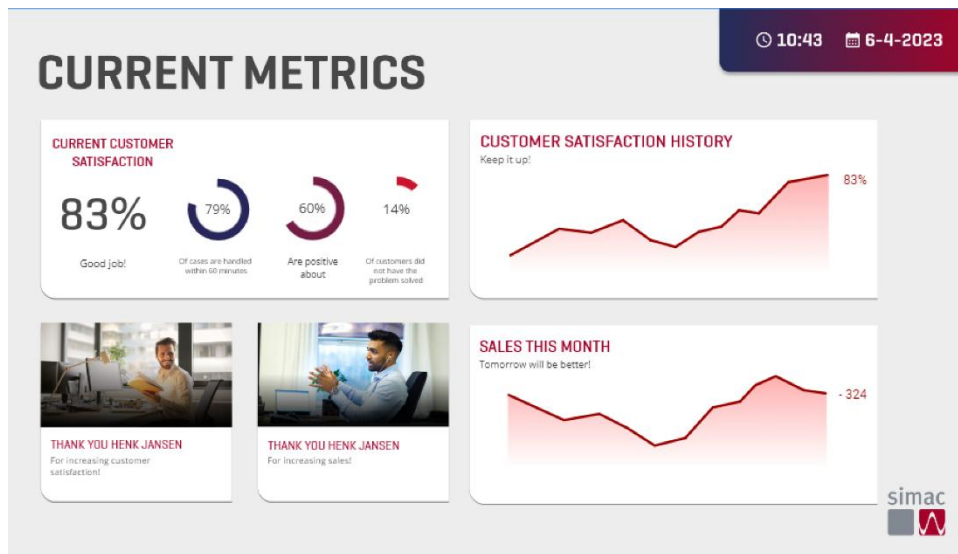 10:43 6-4-2023
CURRENT METRICS
CURRENT CUSTOMER
SATISFACTION
83%
Good job!
79%
Of cases are handled
within 60 minutes
60%
Are positive
about
14%
Of customers did
not have the
problem solved
CUSTOMER SATISFACTION HISTORY
Keep it up!
83%
THANK YOU HENK JANSEN
For increasing customer
satisfaction!
THANK YOU HENK JANSEN
For increasing sales!
SALES THIS MONTH
Tomorrow will be better!
- 324
simac